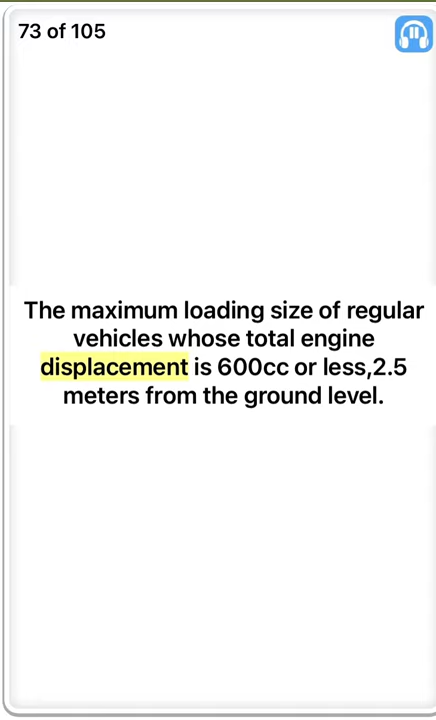 73 of 105
The maximum loading size of regular
vehicles whose total engine
displacement is 600cc or less,2.5
meters from the ground level.